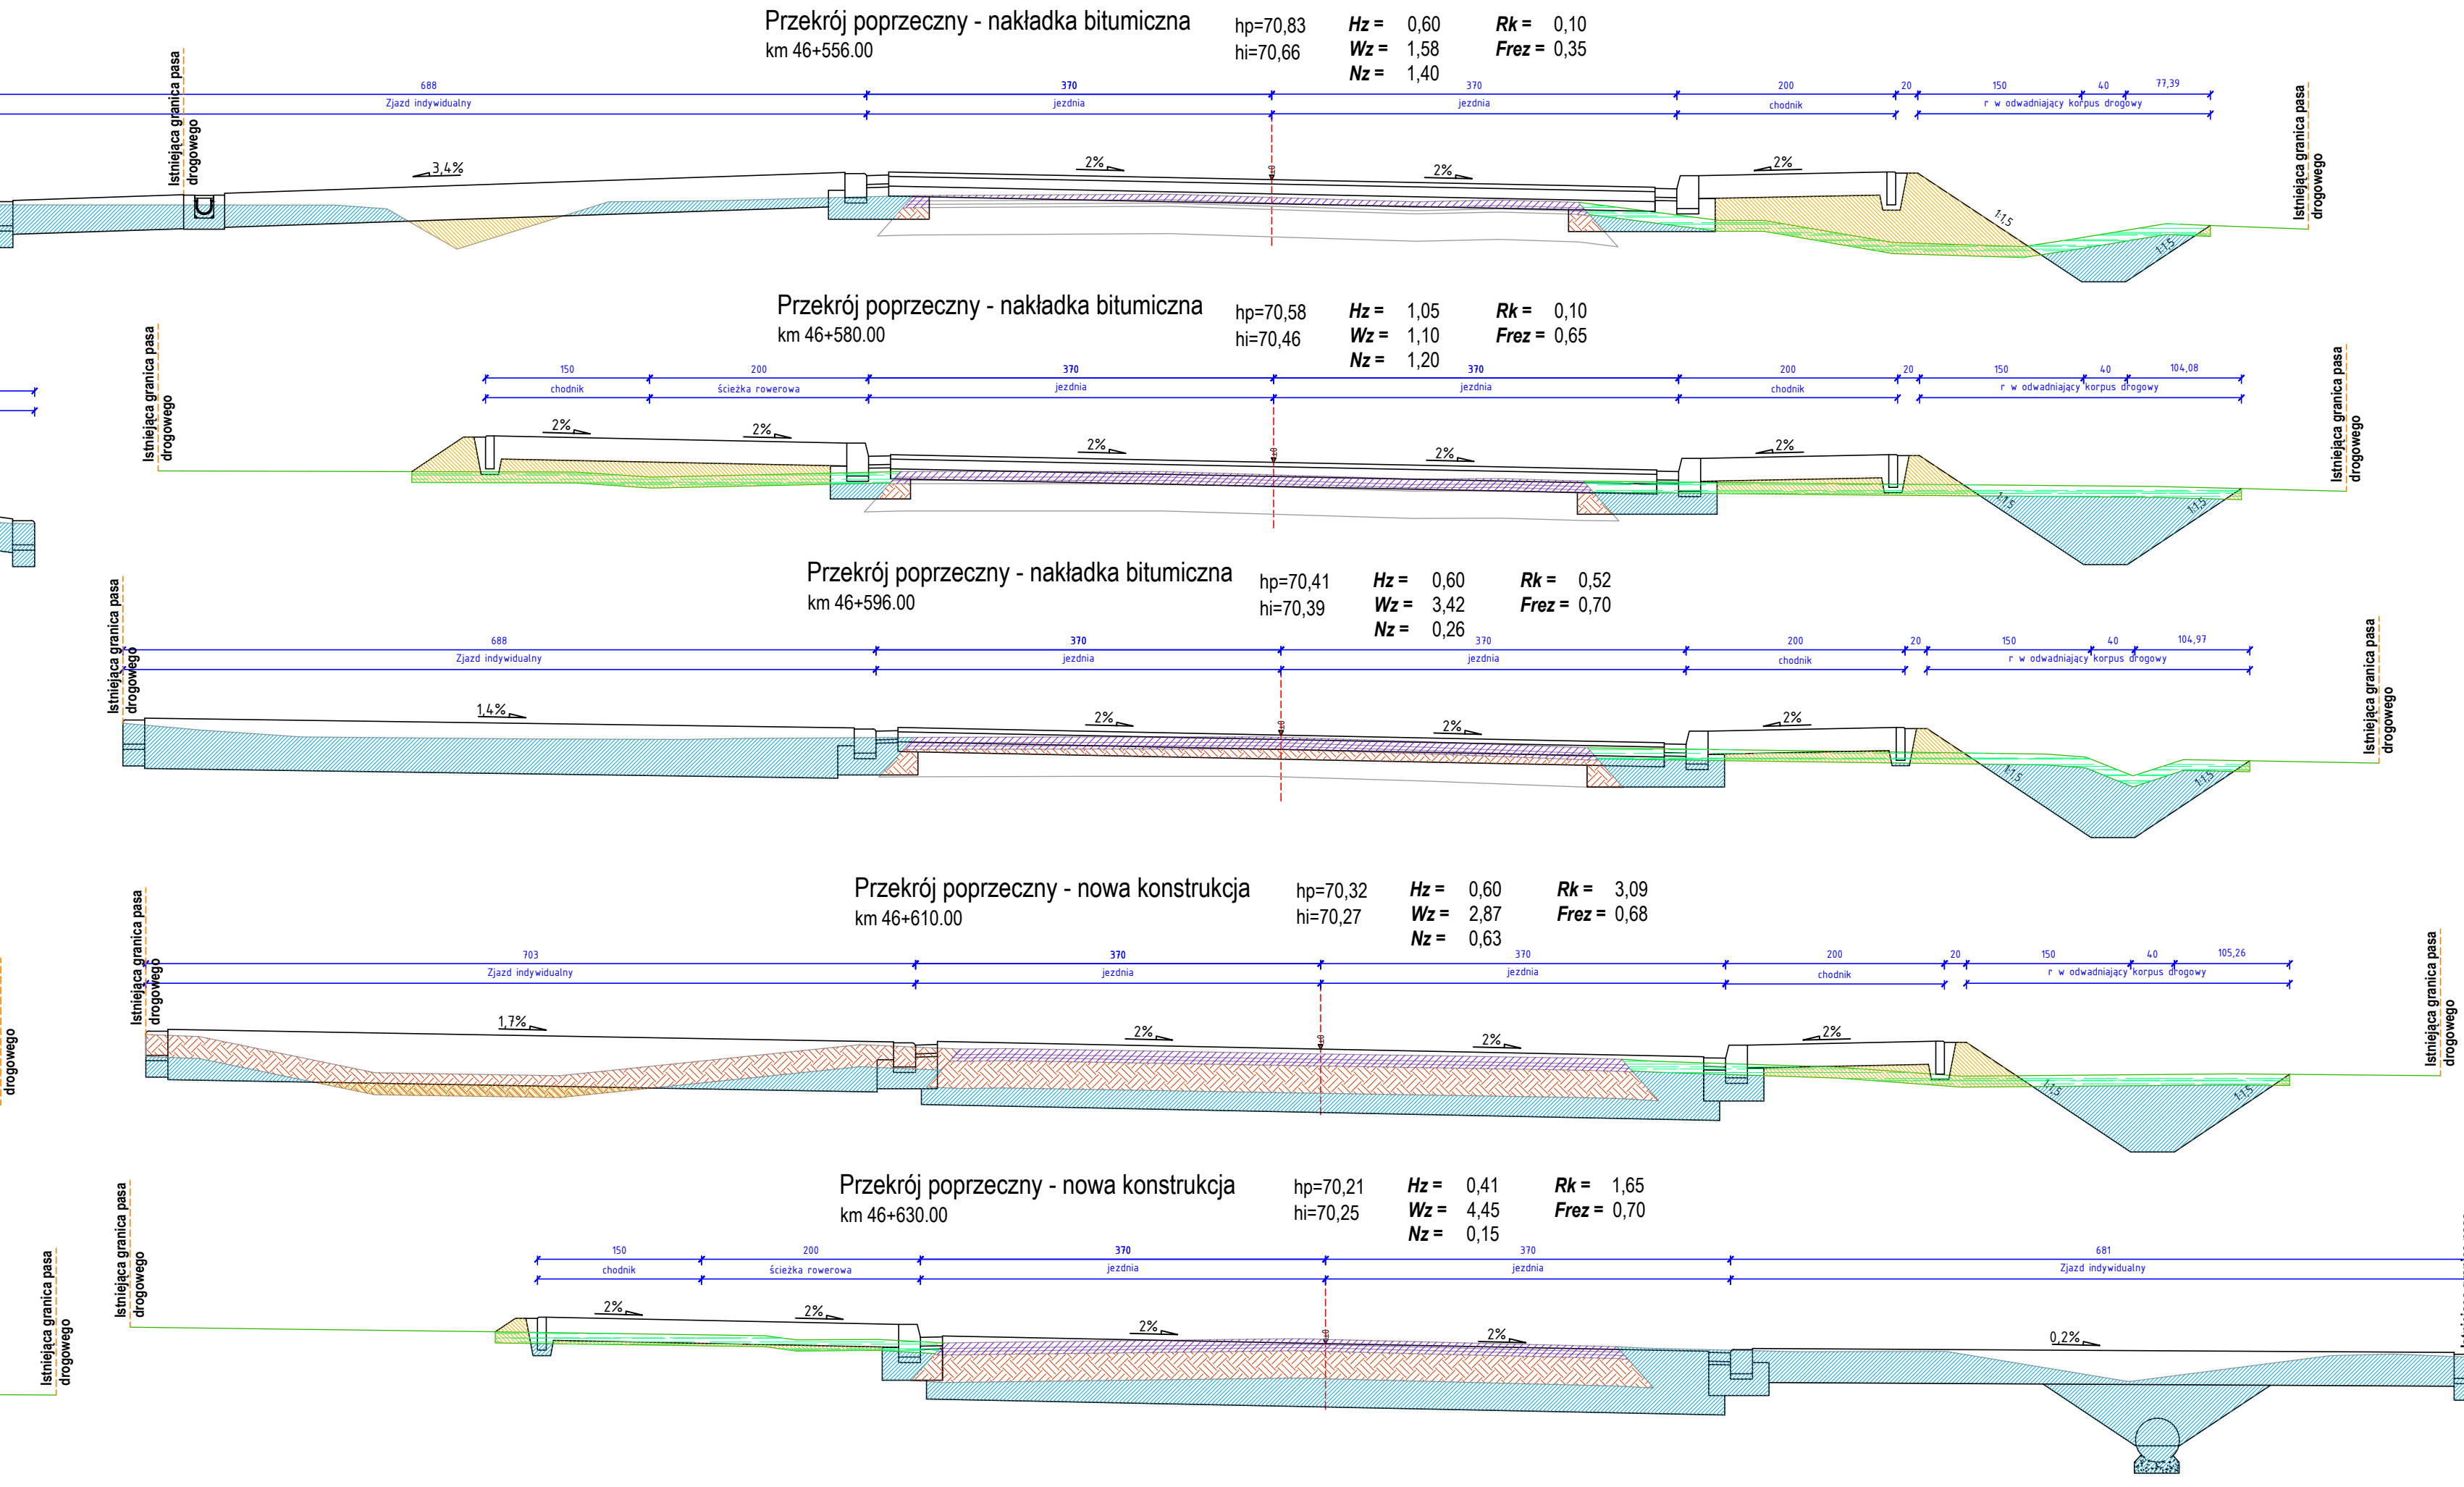 Przekrój poprzeczny - nakładka bitumiczna
km 46+556.00
hp=70,83
hi=70,66
Hz = 0,60
Wz = 1,58
Nz = 1,40
Rk = 0,10
Frez = 0,35
Istniejąca granica pasa
drogowego
688
Zjazd indywidualny
370
jezdnia
370
jezdnia
200
chodnik
20
150
40
77,39
r w odwadniający korpus drogowy
Istniejąca granica pasa
drogowego
3,4%
2%
2%
2%
1:1,5
1:1,5
Przekrój poprzeczny - nakładka bitumiczna
km 46+580.00
hp=70,58
hi=70,46
Hz = 1,05
Wz = 1,10
Nz = 1,20
Rk = 0,10
Frez = 0,65
Istniejąca granica pasa
drogowego
150
chodnik
200
ścieżka rowerowa
370
jezdnia
370
jezdnia
200
chodnik
20
150
40
104,08
r w odwadniający korpus drogowy
Istniejąca granica pasa
drogowego
2%
2%
2%
2%
2%
1:1,5
1:1,5
Przekrój poprzeczny - nakładka bitumiczna
km 46+596.00
hp=70,41
hi=70,39
Hz = 0,60
Wz = 3,42
Nz = 0,26
Rk = 0,52
Frez = 0,70
Istniejąca granica pasa
drogowego
688
Zjazd indywidualny
370
jezdnia
370
jezdnia
200
chodnik
20
150
40
104,97
r w odwadniający korpus drogowy
Istniejąca granica pasa
drogowego
1,4%
2%
2%
2%
1:1,5
1:1,5
Przekrój poprzeczny - nowa konstrukcja
km 46+610.00
hp=70,32
hi=70,27
Hz = 0,60
Wz = 2,87
Nz = 0,63
Rk = 3,09
Frez = 0,68
drogowego
Istniejąca granica pasa
drogowego
703
Zjazd indywidualny
370
jezdnia
370
jezdnia
200
chodnik
20
150
40
105,26
r w odwadniający korpus drogowy
Istniejąca granica pasa
drogowego
1,7%
2%
2%
2%
1:1,5
1:1,5
Przekrój poprzeczny - nowa konstrukcja
km 46+630.00
hp=70,21
hi=70,25
Hz = 0,41
Wz = 4,45
Nz = 0,15
Rk = 1,65
Frez = 0,70
Istniejąca granica pasa
drogowego
Istniejąca granica pasa
drogowego
150
chodnik
200
ścieżka rowerowa
370
jezdnia
370
jezdnia
681
Zjazd indywidualny
2%
2%
2%
2%
0,2%